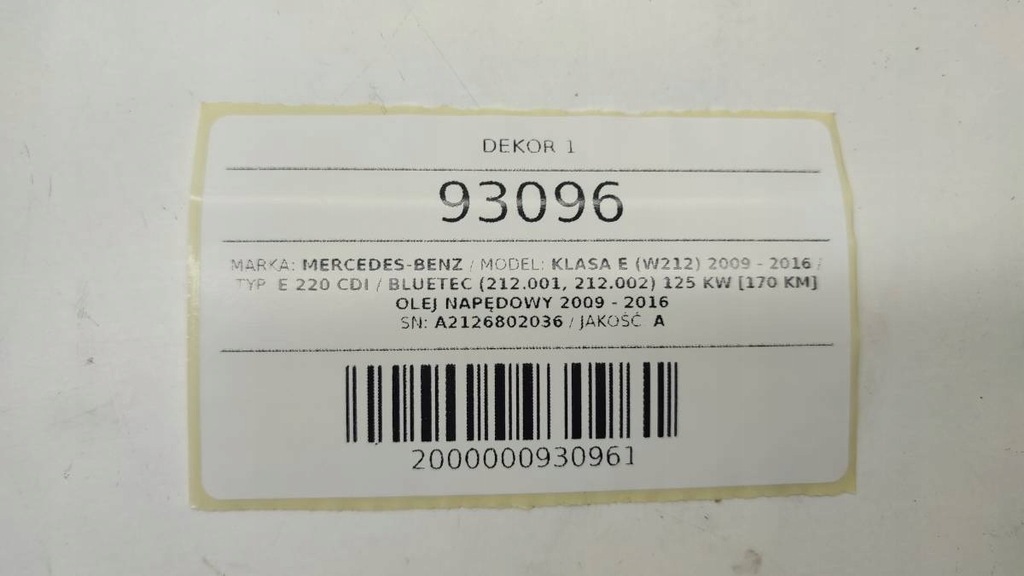 DEKOR 1
93096
MARKA: MERCEDES-BENZ / MODEL: KLASA E (W212) 2009 - 2016 /
TYP: E 220 CDI / BLUETEC (212.001, 212.002) 125 KW [170 KM]
OLEJ NAPĘDOWY 2009 - 2016
SN: A2126802036 / JAKOŚĆ: A
2000000930961